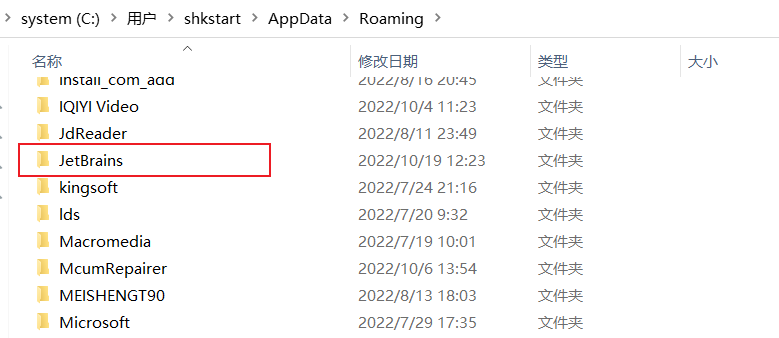 system (C:) > 用户 > shkstart > AppData > Roaming >
名称 修改日期 类型 大小
install_com_add 2022/8/16 20:45 文件夹
IQIYI Video 2022/10/4 11:23 文件夹
JdReader 2022/8/11 23:49 文件夹
JetBrains 2022/10/19 12:23 文件夹
kingsoft 2022/7/24 21:16 文件夹
lds 2022/7/20 9:32 文件夹
Macromedia 2022/7/19 10:01 文件夹
McumRepairer 2022/10/6 13:54 文件夹
MEISHENGT90 2022/8/13 18:03 文件夹
Microsoft 2022/7/29 17:35 文件夹